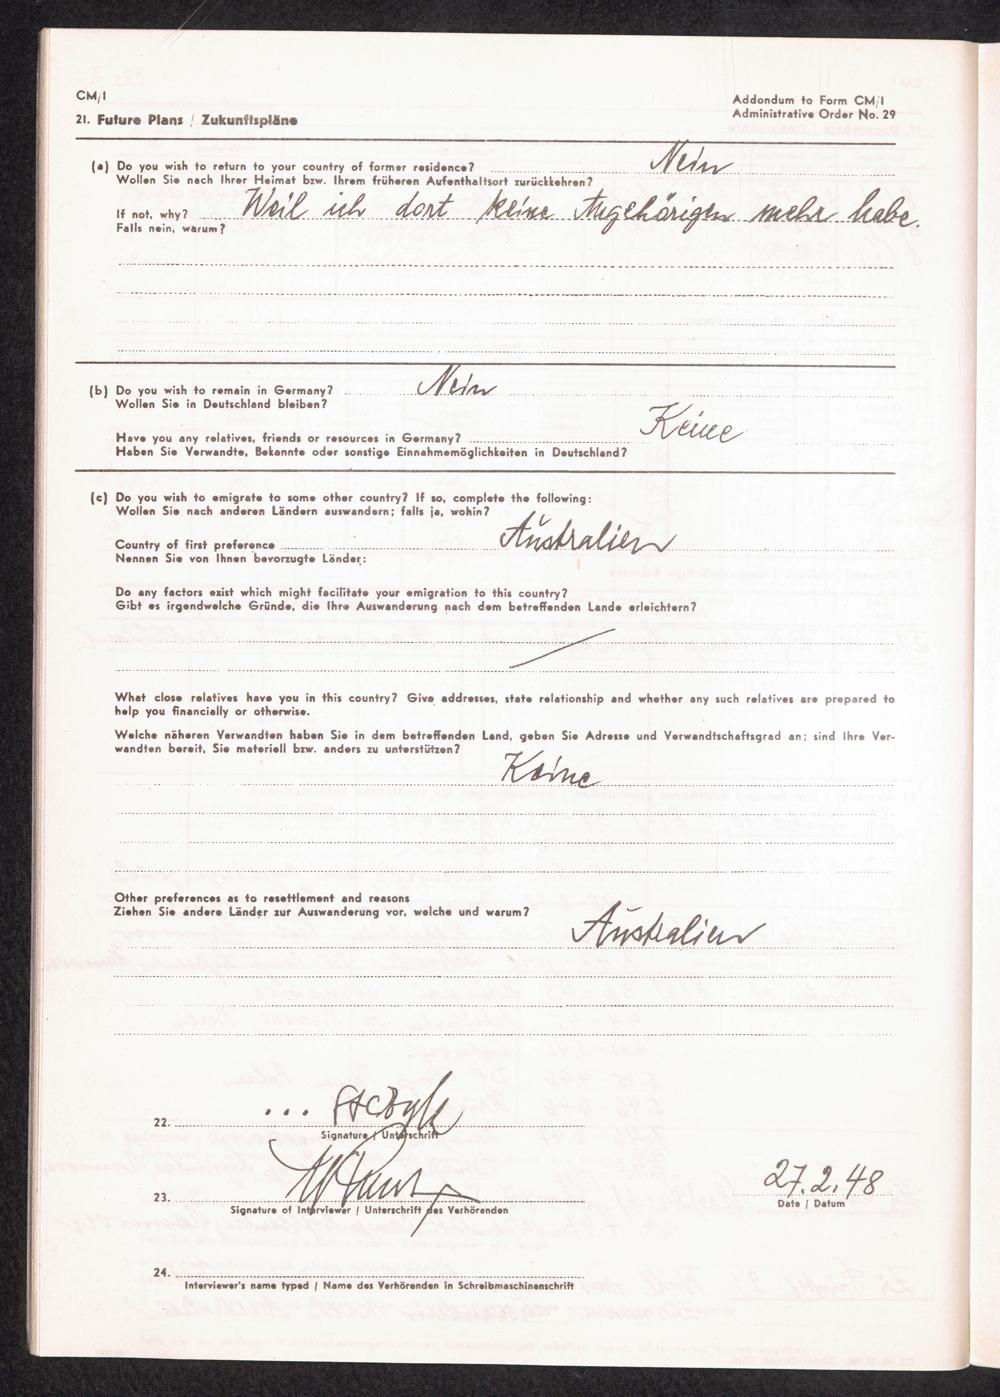 CM/1
Addondum to Form CM/1
Administrative Order No. 29
21. Future Plans / Zukunftspläne
(a) Do you wish to return to your country of former residence? Nein
Wollen Sie nach Ihrer Heimat bzw. Ihrem früheren Aufenthaltsort zurückkehren?
If not, why? Weil ich dort keine Angehörigen mehr habe.
Falls nein, warum?
(b) Do you wish to remain in Germany? Nein
Wollen Sie in Deutschland bleiben?
Have you any relatives, friends or resources in Germany? Keine
Haben Sie Verwandte, Bekannte oder sonstige Einnahmemöglichkeiten in Deutschland?
(c) Do you wish to emigrate to some other country? If so, complete the following:
Wollen Sie nach anderen Ländern auswandern; falls ja, wohin?
Country of first preference Australien
Nennen Sie von Ihnen bevorzugte Länder:
Do any factors exist which might facilitate your emigration to this country?
Gibt es irgendwelche Gründe, die Ihre Auswanderung nach dem betreffenden Lande erleichtern?
What close relatives have you in this country? Give addresses, state relationship and whether any such relatives are prepared to
help you financially or otherwise.
Welche näheren Verwandten haben Sie in dem betreffenden Land, geben Sie Adresse und Verwandtschaftsgrad an; sind Ihre Ver-
wandten bereit, Sie materiell bzw. anders zu unterstützen?
Keine
Other preferences as to resettlement and reasons
Ziehen Sie andere Länder zur Auswanderung vor, welche und warum?
Australien
22.
Signature / Unterschrift
23.
27.2.48
Signature of Interviewer / Unterschrift des Verhörenden
Date / Datum
24.
Interviewer's name typed / Name des Verhörenden in Schreibmaschinenschrift